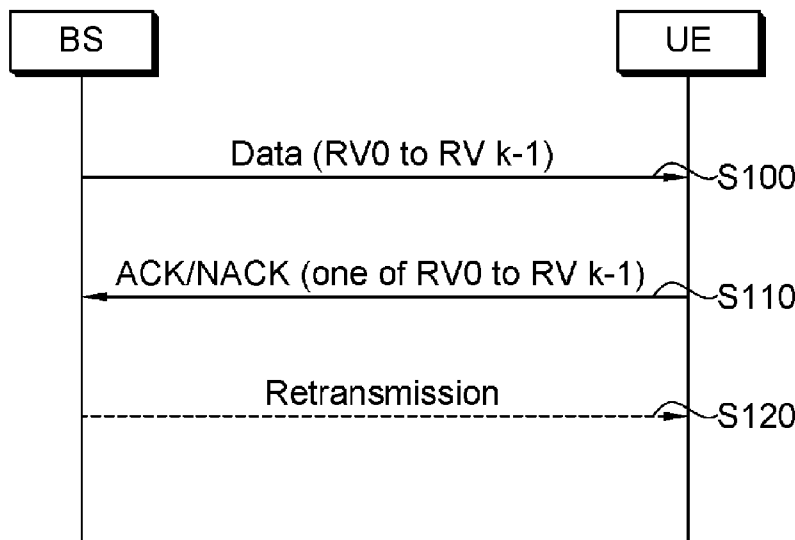 BS
UE
Data (RV0 to RV k-1)
S100
ACK/NACK (one of RV0 to RV k-1)
S110
Retransmission
S120